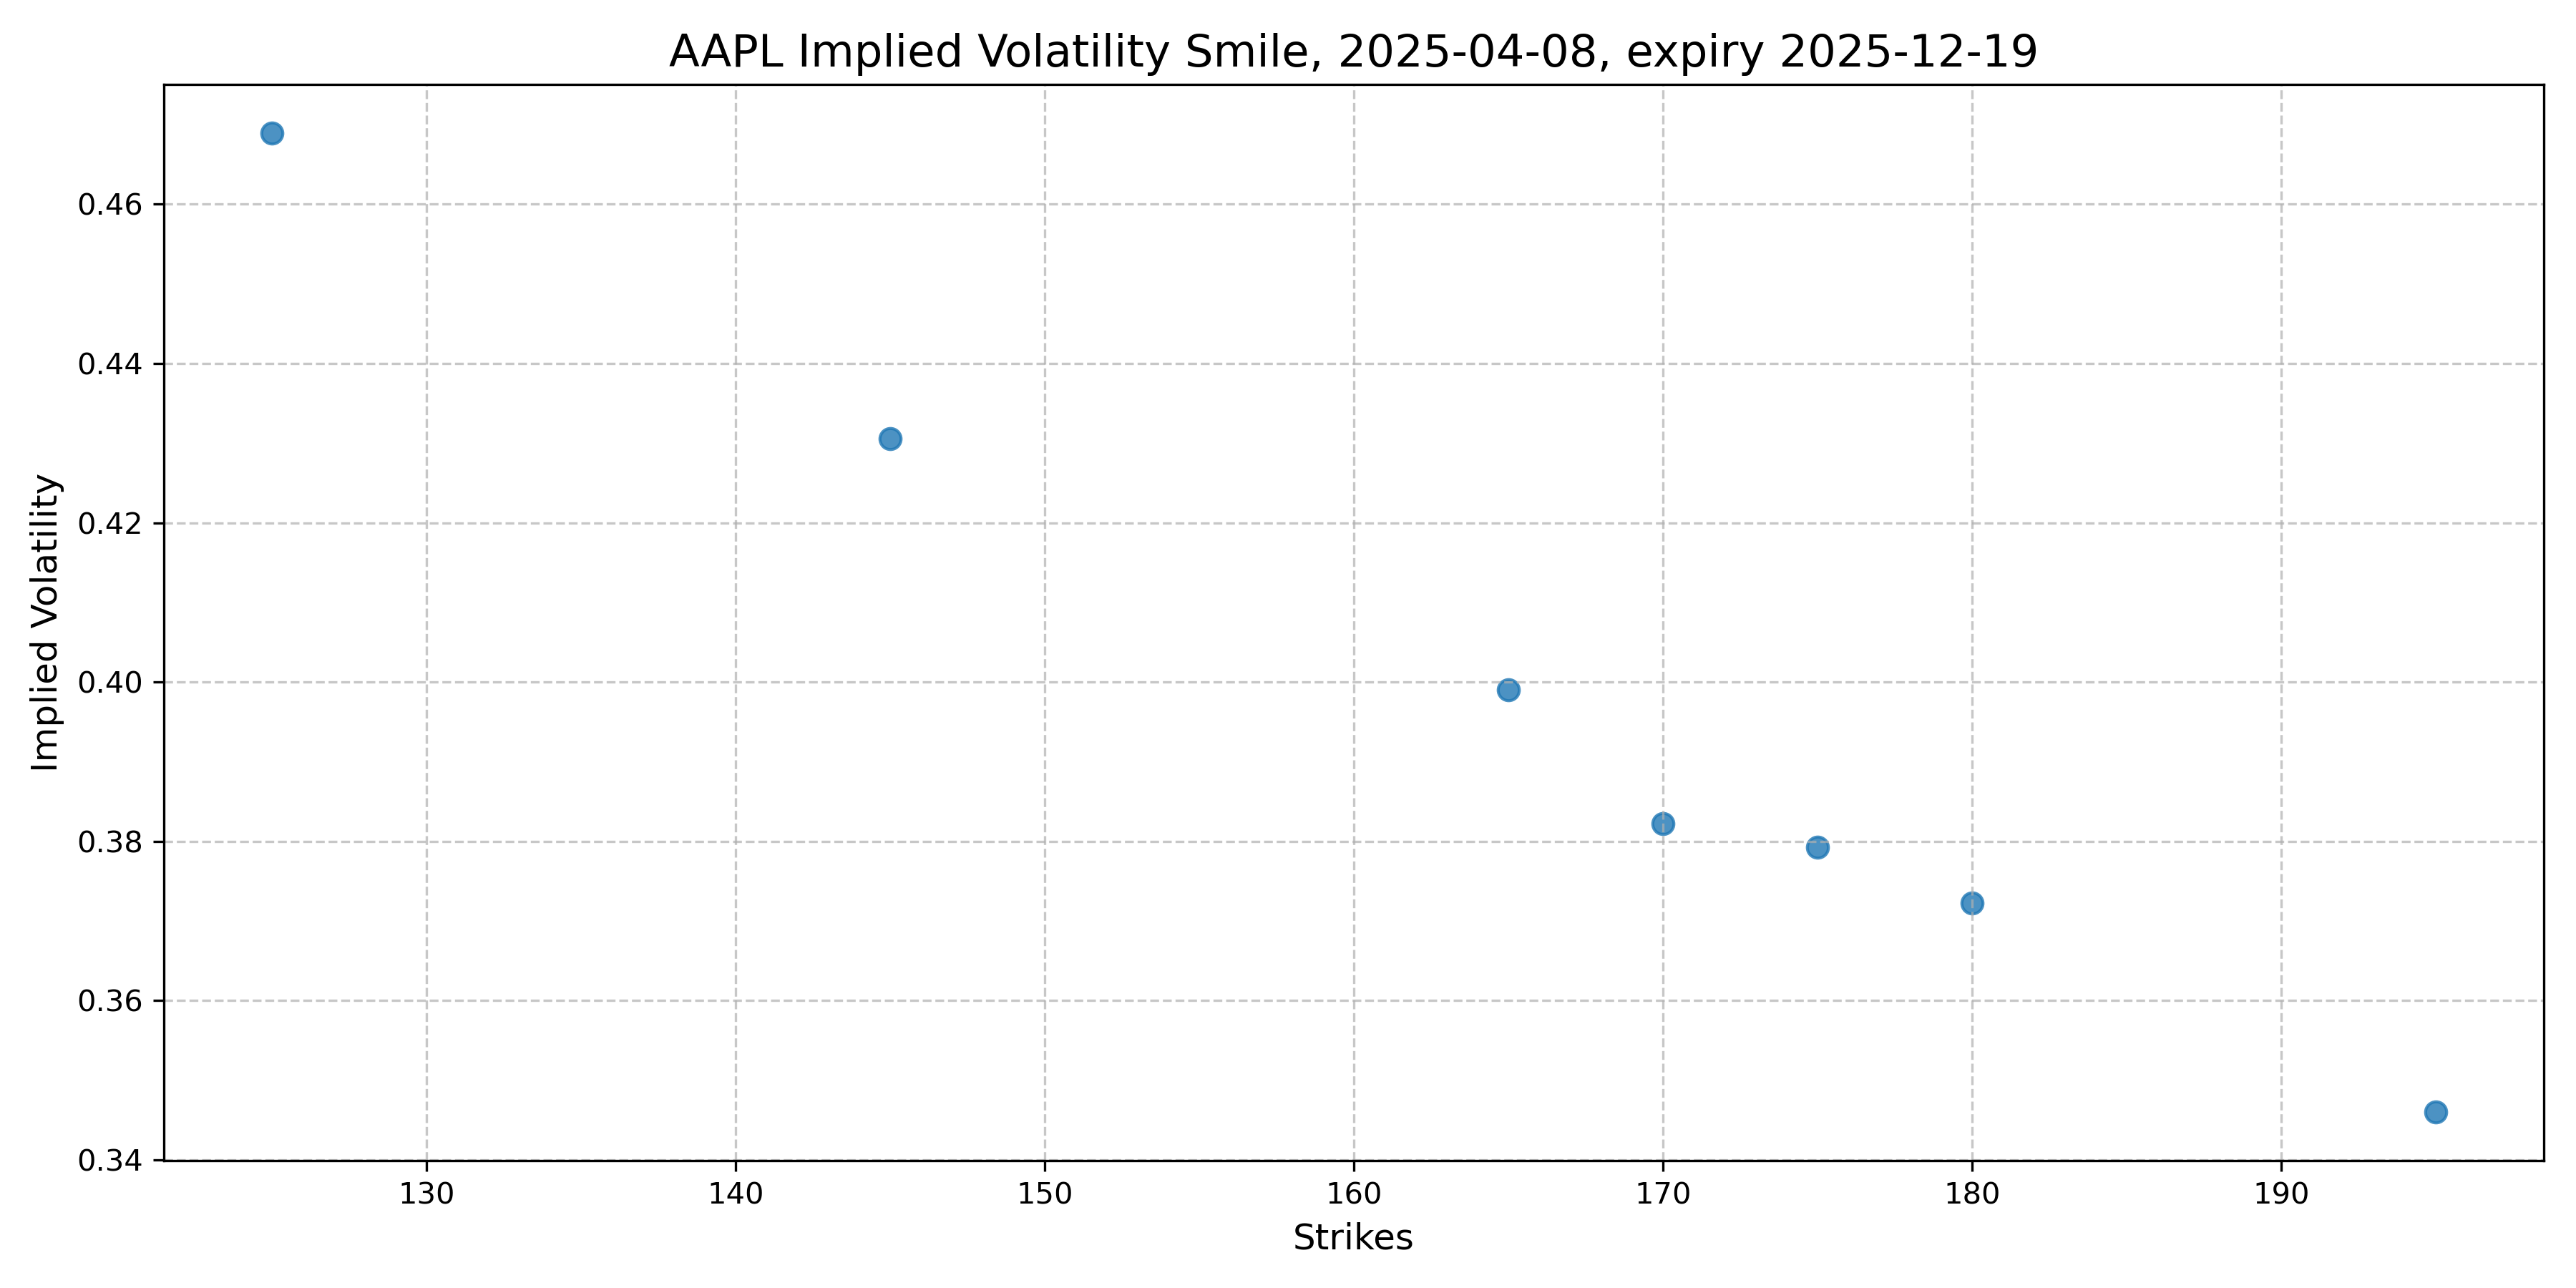 AAPL Implied Volatility Smile, 2025-04-08, expiry 2025-12-19
Implied Volatility
0.46
0.44
0.42
0.40
0.38
0.36
0.34
130 140 150 160 170 180 190
Strikes